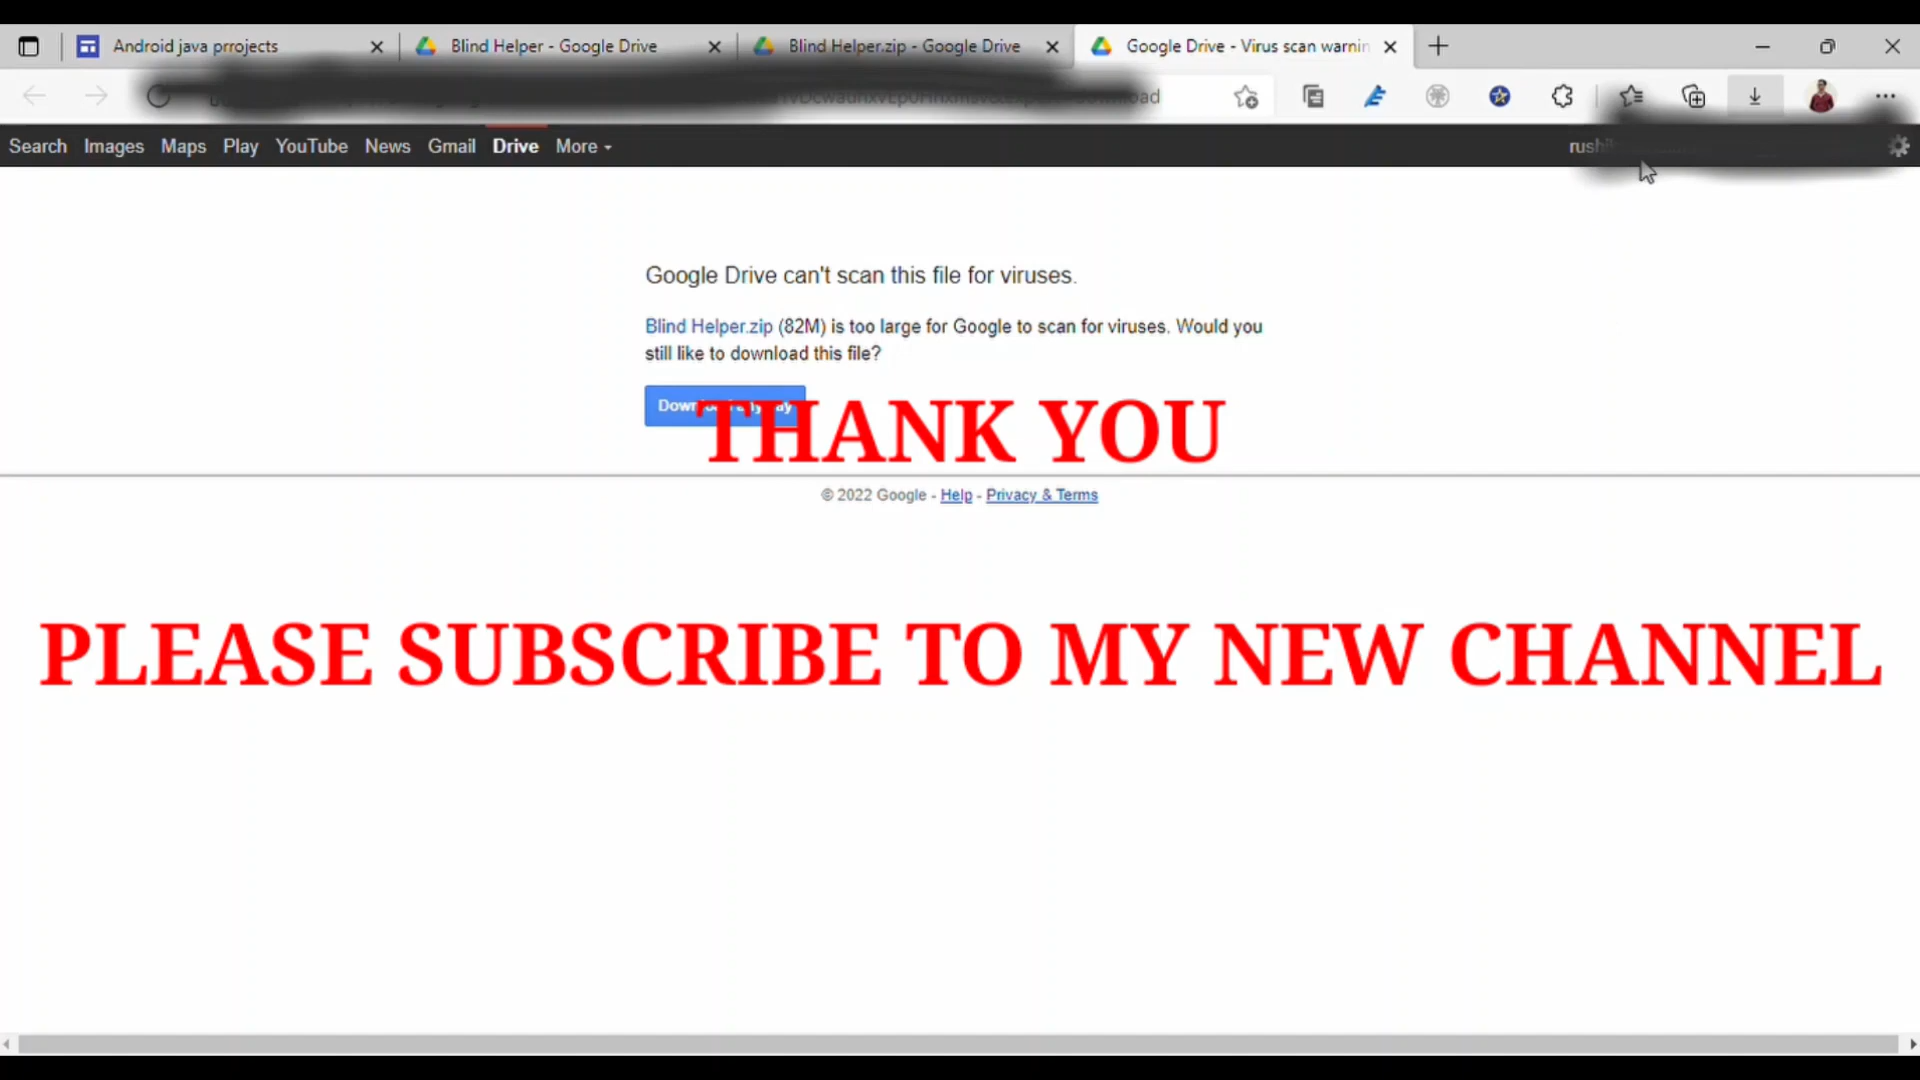 Android java prrojects
Blind Helper - Google Drive
Blind Helper.zip - Google Drive
Google Drive - Virus scan warnin
Search Images Maps Play YouTube News Gmail Drive More
Google Drive can't scan this file for viruses.
Blind Helper.zip (82M) is too large for Google to scan for viruses. Would you
still like to download this file?
Download anyway
THANK YOU
© 2022 Google - Help - Privacy & Terms
PLEASE SUBSCRIBE TO MY NEW CHANNEL